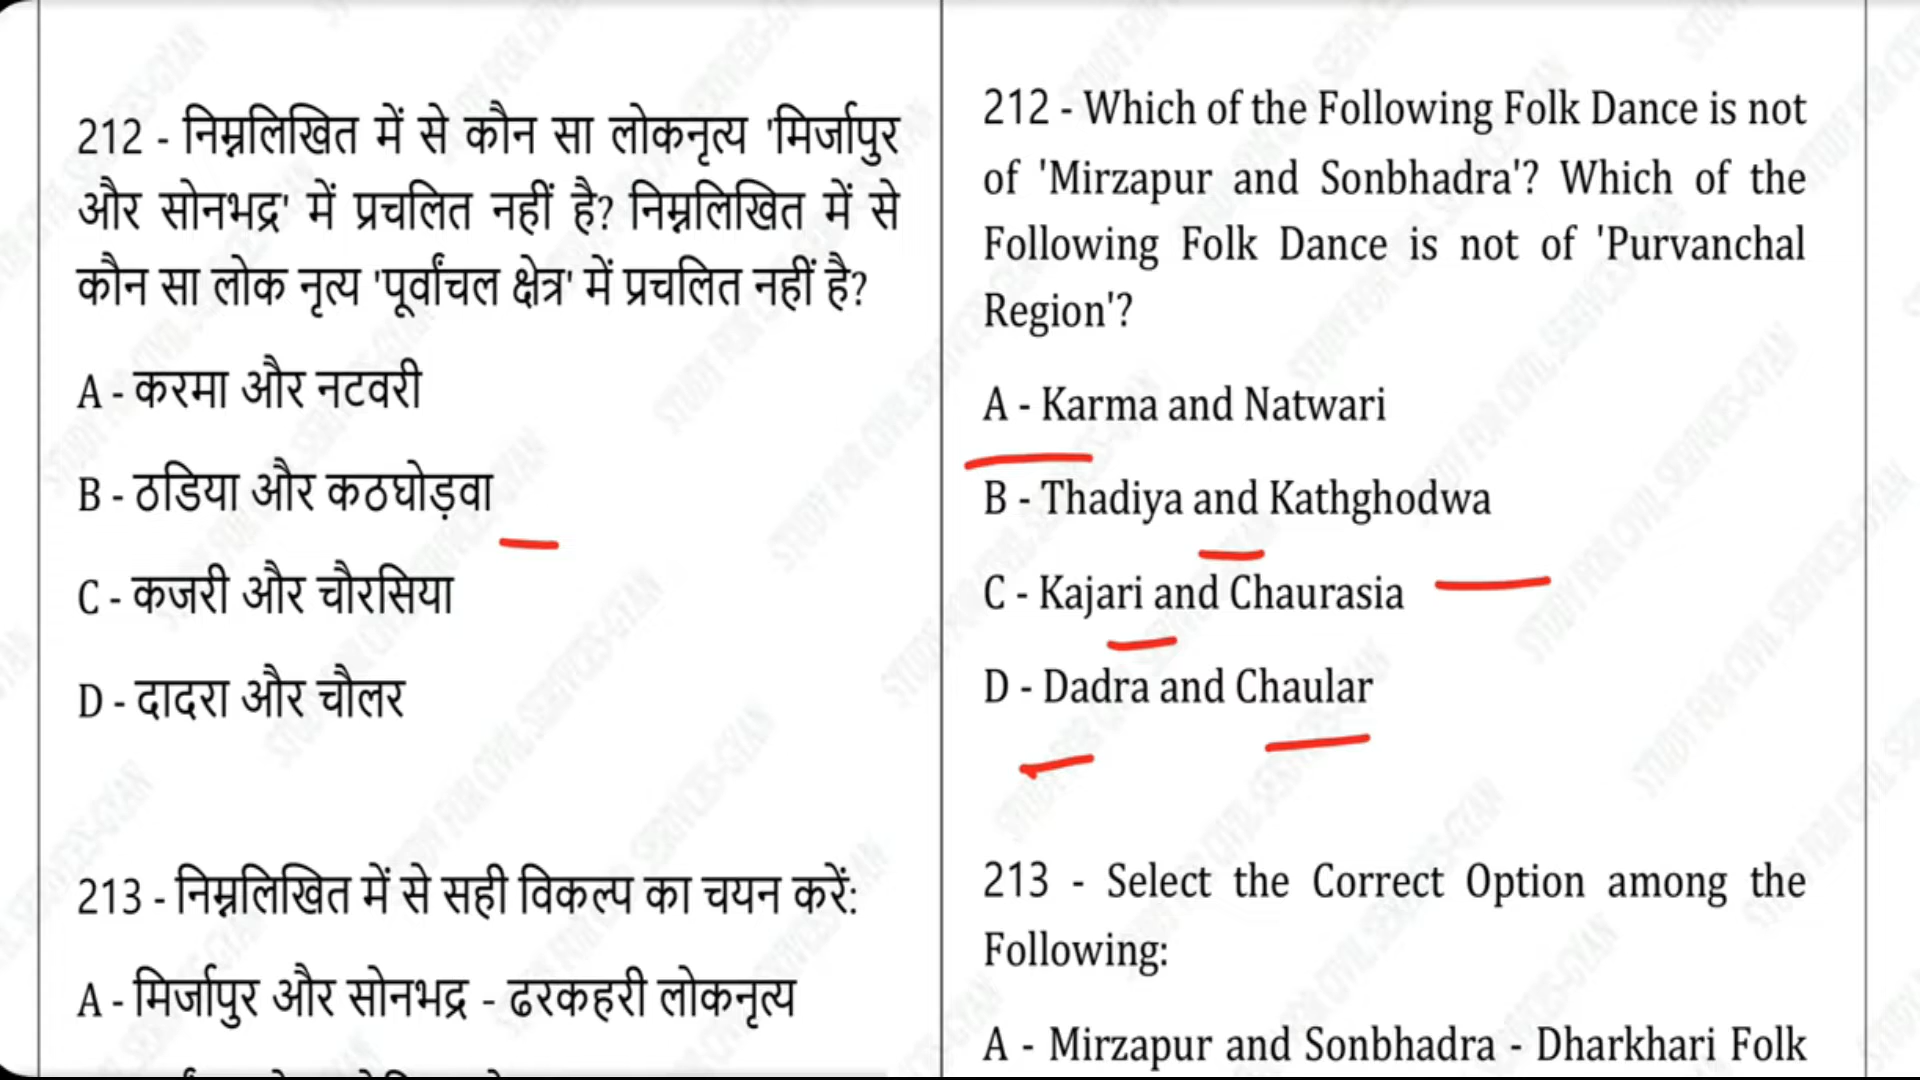 212 - निम्नलिखित में से कौन सा लोकनृत्य 'मिर्जापुर
और सोनभद्र' में प्रचलित नहीं है? निम्नलिखित में से
कौन सा लोक नृत्य 'पूर्वांचल क्षेत्र' में प्रचलित नहीं है?
A - करमा और नटवरी
B - ठडिया और कठघोड़वा
C - कजरी और चौरसिया
D - दादरा और चौलर
213 - निम्नलिखित में से सही विकल्प का चयन करें:
A - मिर्जापुर और सोनभद्र - ढरकहरी लोकनृत्य
212 - Which of the Following Folk Dance is not
of 'Mirzapur and Sonbhadra'? Which of the
Following Folk Dance is not of 'Purvanchal
Region'?
A - Karma and Natwari
B - Thadiya and Kathghodwa
C - Kajari and Chaurasia
D - Dadra and Chaular
213 - Select the Correct Option among the
Following:
A - Mirzapur and Sonbhadra - Dharkhari Folk